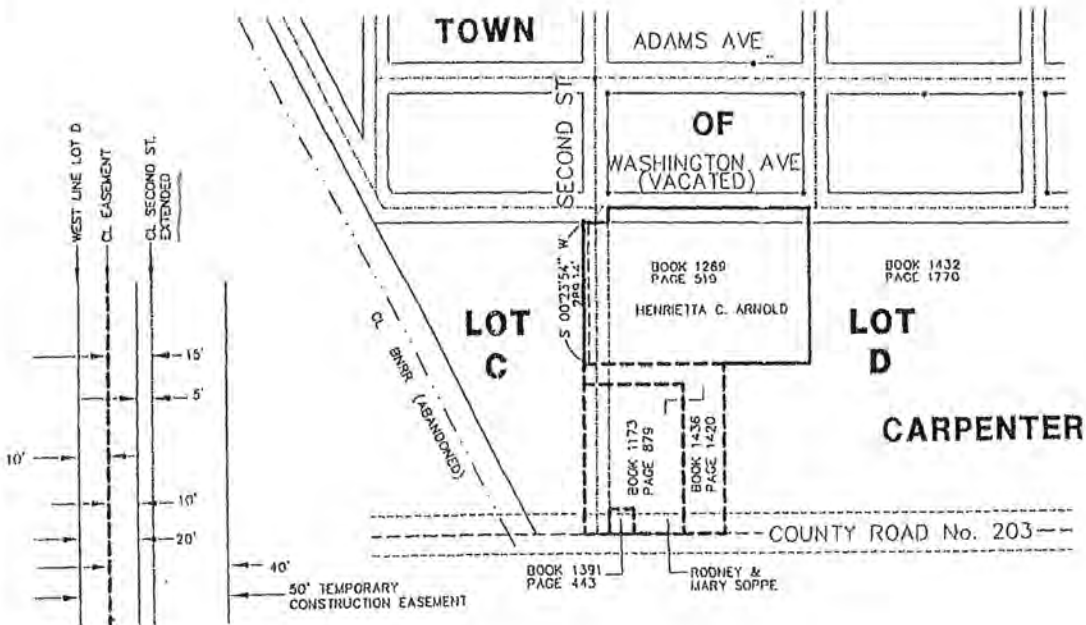 TOWN
ADAMS AVE
SECOND ST
OF
WASHINGTON AVE
(VACATED)
WEST LINE LOT D
CL EASEMENT
CL SECOND ST.
EXTENDED
S 00°23'54" W
289.12'
BOOK 1269
PAGE 519
HENRIETTA C. ARNOLD
BOOK 1432
PAGE 1770
LOT
C
LOT
D
CL BNRR (ABANDONED)
15'
5'
10'
10'
20'
40'
50' TEMPORARY
CONSTRUCTION EASEMENT
BOOK 1173
PAGE 879
BOOK 1436
PAGE 1420
CARPENTER
COUNTY ROAD No. 203
BOOK 1391
PAGE 443
RODNEY &
MARY SOPPE